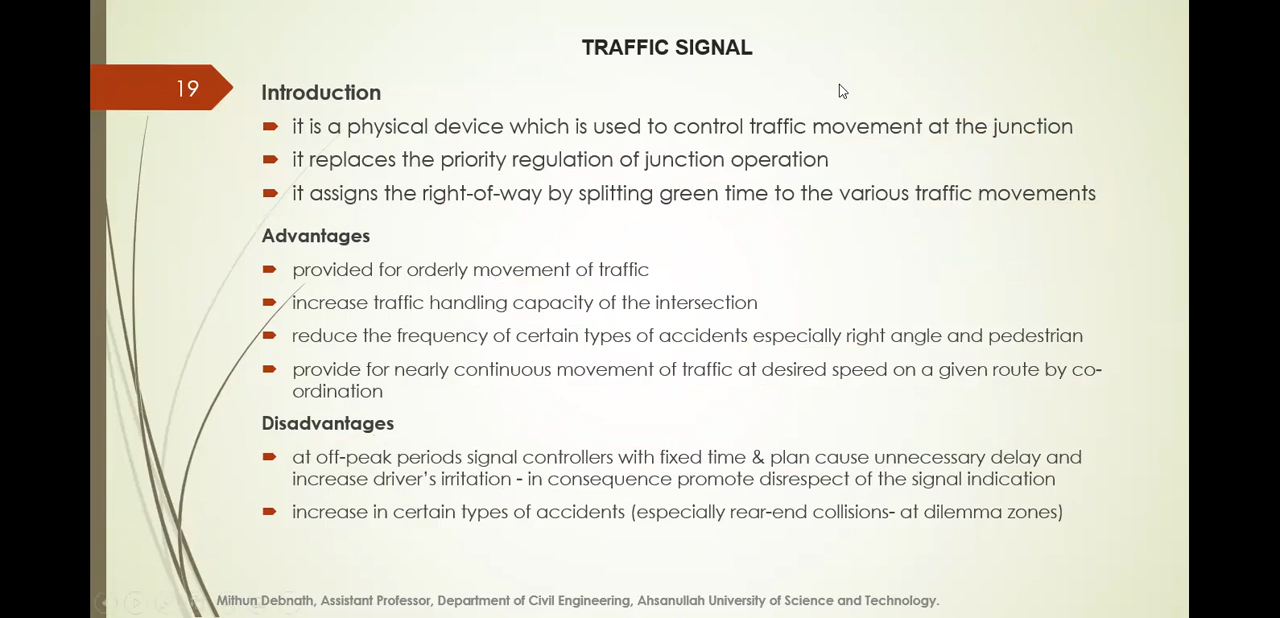 TRAFFIC SIGNAL
19
Introduction
it is a physical device which is used to control traffic movement at the junction
it replaces the priority regulation of junction operation
it assigns the right-of-way by splitting green time to the various traffic movements
Advantages
provided for orderly movement of traffic
increase traffic handling capacity of the intersection
reduce the frequency of certain types of accidents especially right angle and pedestrian
provide for nearly continuous movement of traffic at desired speed on a given route by co-
ordination
Disadvantages
at off-peak periods signal controllers with fixed time & plan cause unnecessary delay and
increase driver's irritation - in consequence promote disrespect of the signal indication
increase in certain types of accidents (especially rear-end collisions- at dilemma zones)
Mithun Debnath, Assistant Professor, Department of Civil Engineering, Ahsanullah University of Science and Technology.